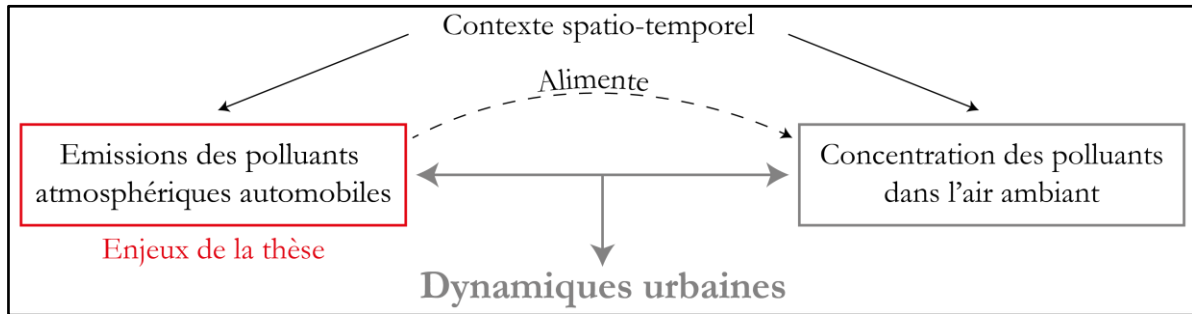 Contexte spatio-temporel
Alimente
Emissions des polluants
atmosphériques automobiles
Concentration des polluants
dans l'air ambiant
Enjeux de la thèse
Dynamiques urbaines